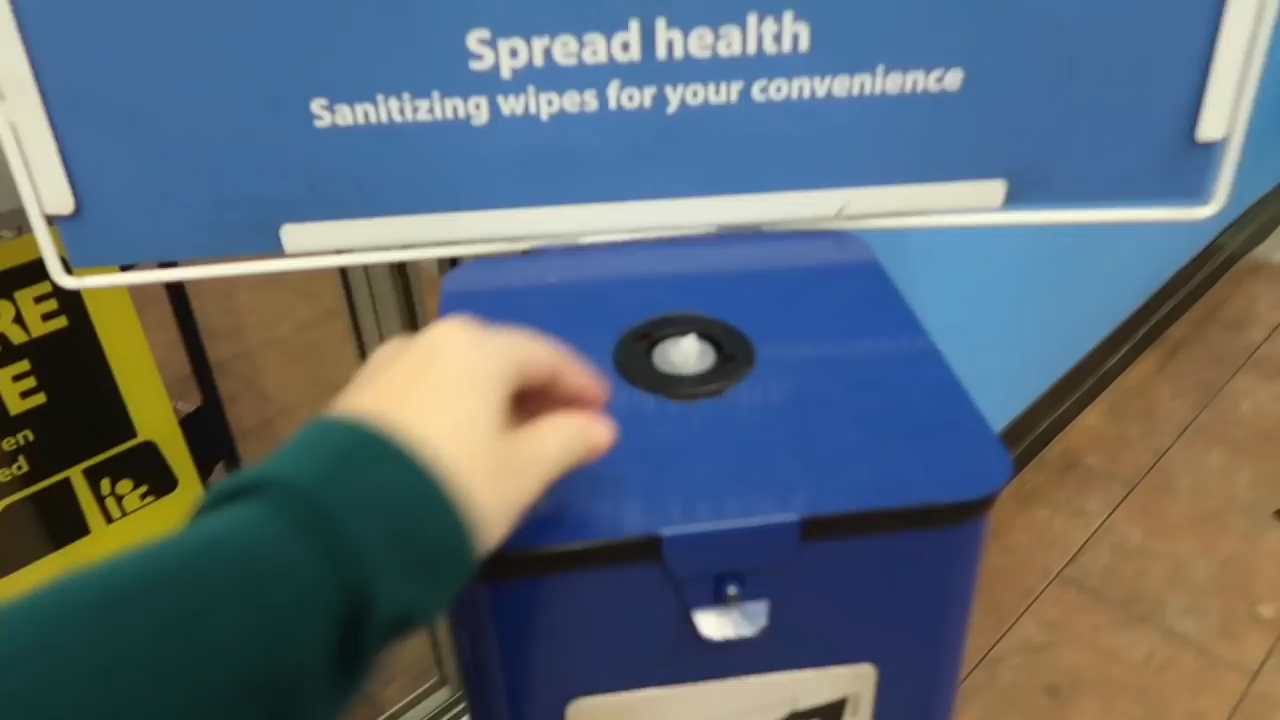 Spread health
Sanitizing wipes for your convenience
RE
E
en
ed